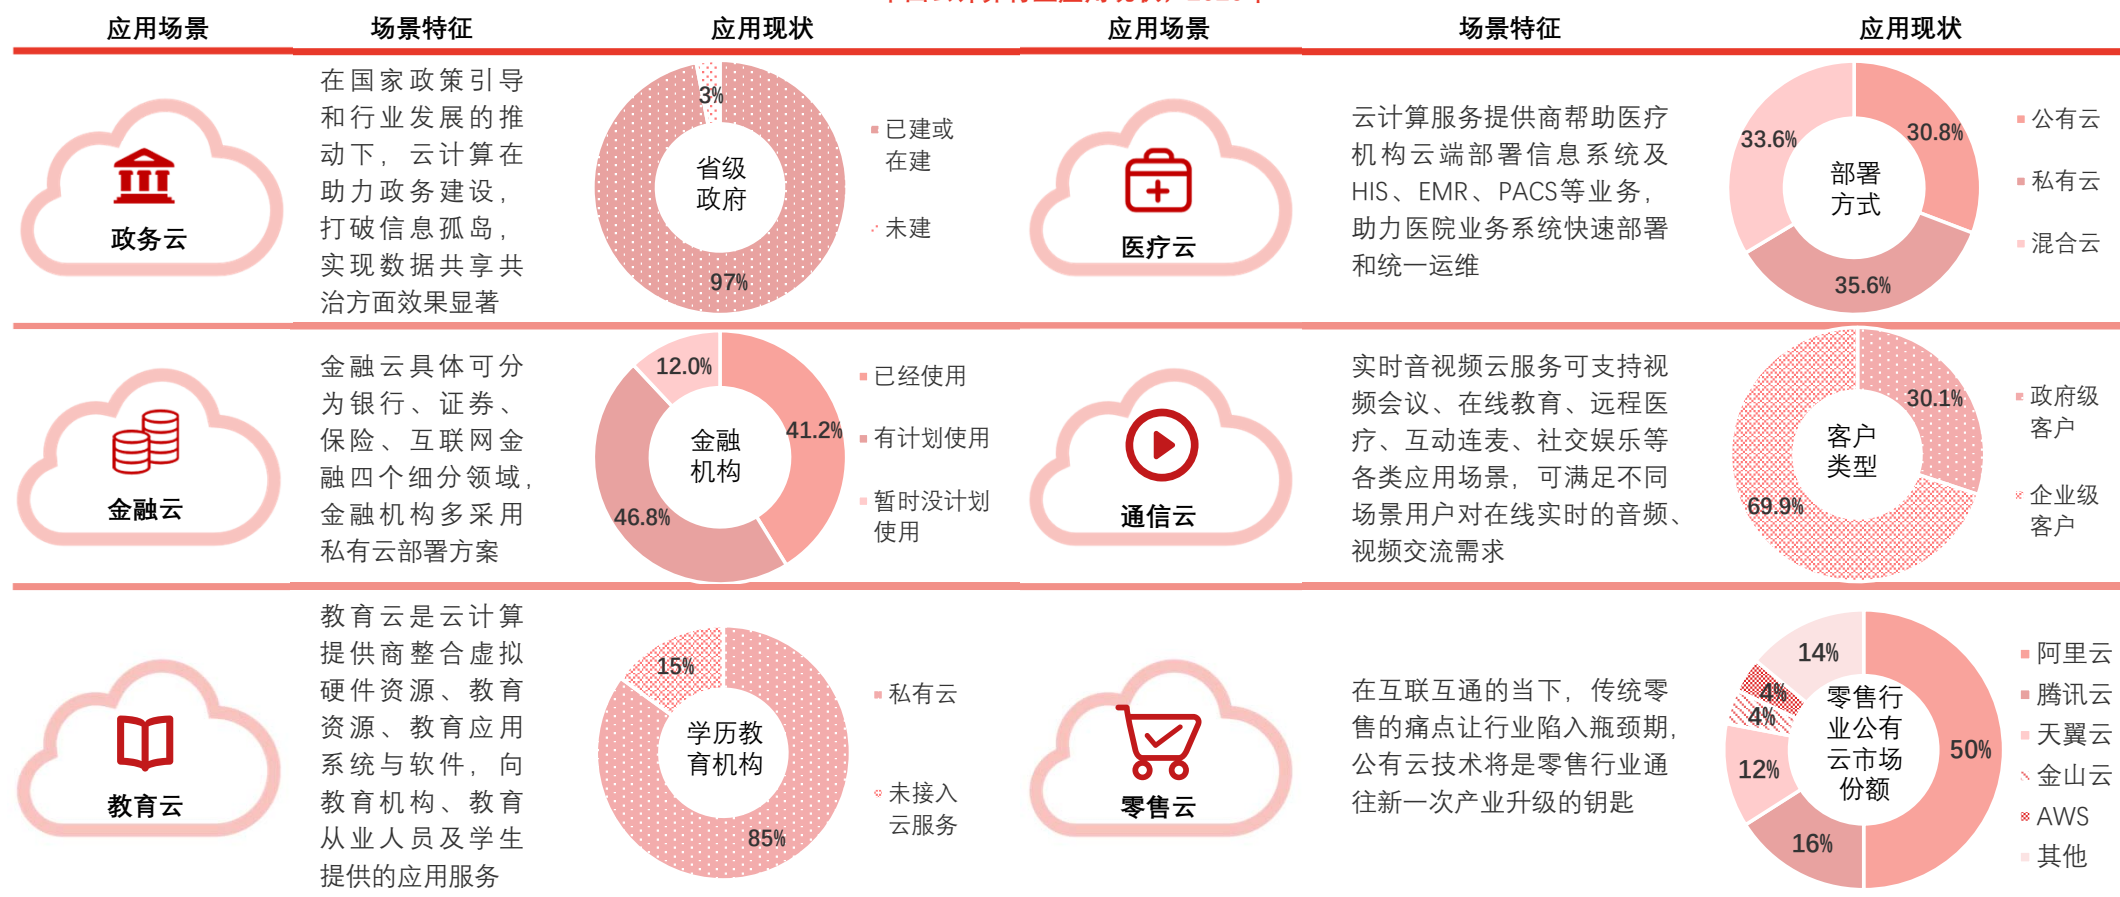 应用场景 场景特征 应用现状 应用场景 场景特征 应用现状
政务云
在国家政策引导
和行业发展的推
动下，云计算在
助力政务建设，
打破信息孤岛，
实现数据共享共
治方面效果显著
3%
97%
省级
政府
已建或
在建
未建
医疗云
云计算服务提供商帮助医疗
机构云端部署信息系统及
HIS、EMR、PACS等业务，
助力医院业务系统快速部署
和统一运维
33.6%
30.8%
35.6%
部署
方式
公有云
私有云
混合云
金融云
金融云具体可分
为银行、证券、
保险、互联网金
融四个细分领域，
金融机构多采用
私有云部署方案
12.0%
41.2%
46.8%
金融
机构
已经使用
有计划使用
暂时没计划
使用
通信云
实时音视频云服务可支持视
频会议、在线教育、远程医
疗、互动连麦、社交娱乐等
各类应用场景，可满足不同
场景用户对在线实时的音频、
视频交流需求
30.1%
69.9%
客户
类型
政府级
客户
企业级
客户
教育云
教育云是云计算
提供商整合虚拟
硬件资源、教育
资源、教育应用
系统与软件，向
教育机构、教育
从业人员及学生
提供的应用服务
15%
85%
学历教
育机构
私有云
未接入
云服务
零售云
在互联互通的当下，传统零
售的痛点让行业陷入瓶颈期，
公有云技术将是零售行业通
往新一次产业升级的钥匙
14%
4%
4%
12%
16%
50%
零售行
业公有
云市场
份额
阿里云
腾讯云
天翼云
金山云
AWS
其他